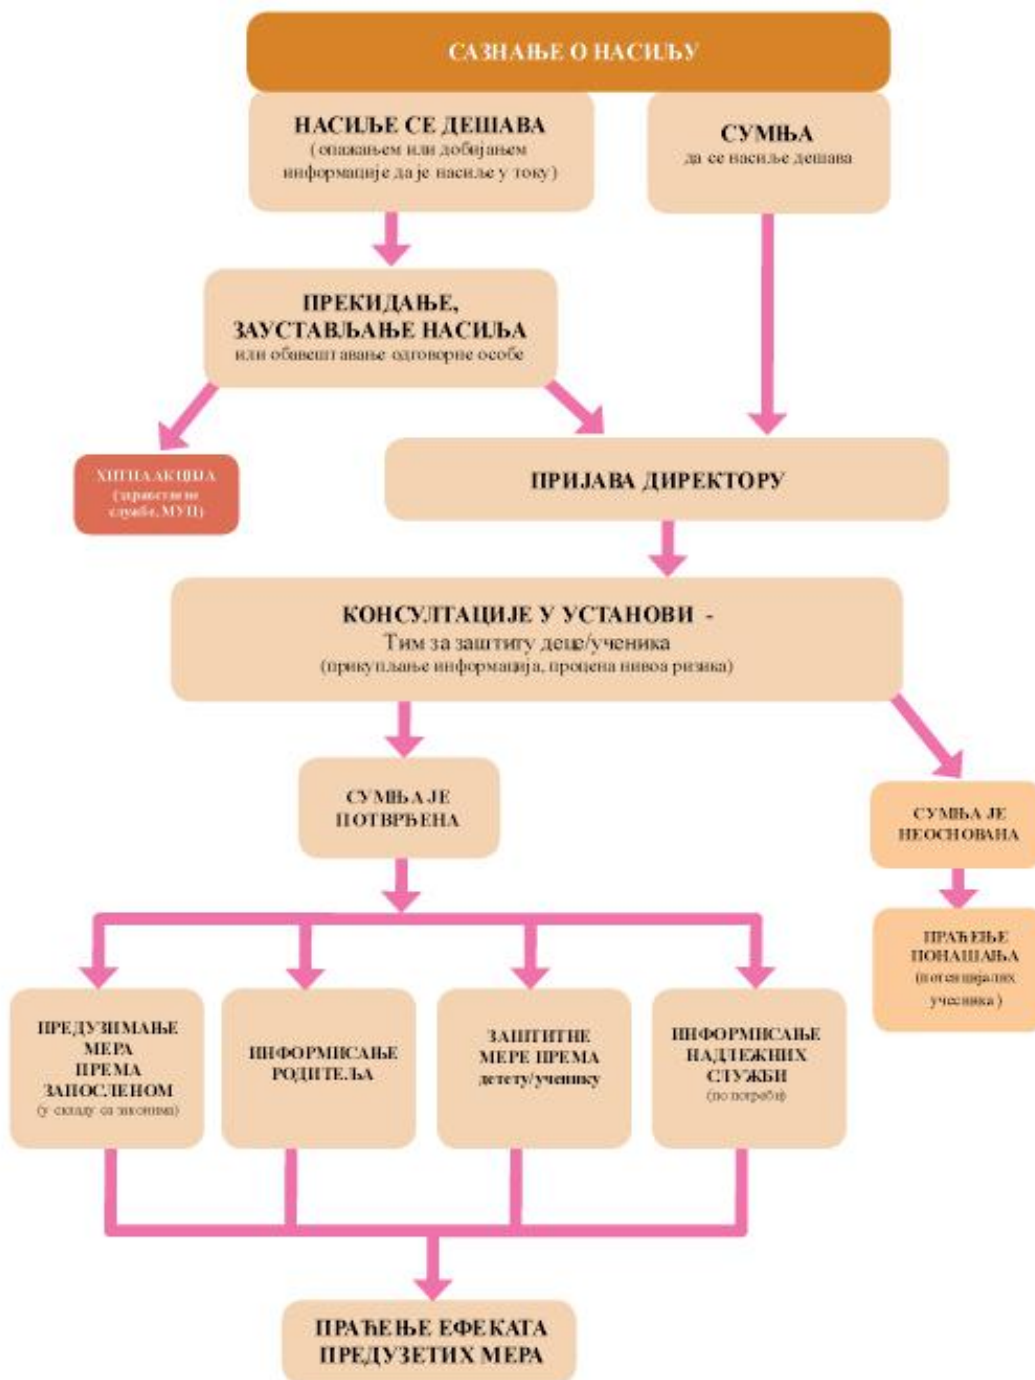 САЗНАЊЕ О НАСИЉУ
НАСИЉЕ СЕ ДЕШАВА
(опажањем или добијањем
информације да је насиље у току)
СУМЊА
да се насиље дешава
ПРЕКИДАЊЕ,
ЗАУСТАВЉАЊЕ НАСИЉА
или обавештавање одговорне особе
ХИТНА АКЦИЈА
(здравствене
службе, МУП)
ПРИЈАВА ДИРЕКТОРУ
КОНСУЛТАЦИЈЕ У УСТАНОВИ -
Тим за заштиту деце/ученика
(прикупљање информација, процена нивоа ризика)
СУМЊА ЈЕ
ПОТВРЂЕНА
СУМЊА ЈЕ
НЕОСНОВАНА
ПРАЋЕЊЕ
ПОНАШАЊА
(потенцијалих
учесника)
ПРЕДУЗИМАЊЕ
МЕРА
ПРЕМА
ЗАПОСЛЕНОМ
(у складу са законима)
ИНФОРМИСАЊЕ
РОДИТЕЉА
ЗАШТИТНЕ
МЕРЕ ПРЕМА
детету/ученику
ИНФОРМИСАЊЕ
НАДЛЕЖНИХ
СЛУЖБИ
(по потреби)
ПРАЋЕЊЕ ЕФЕКАТА
ПРЕДУЗЕТИХ МЕРА